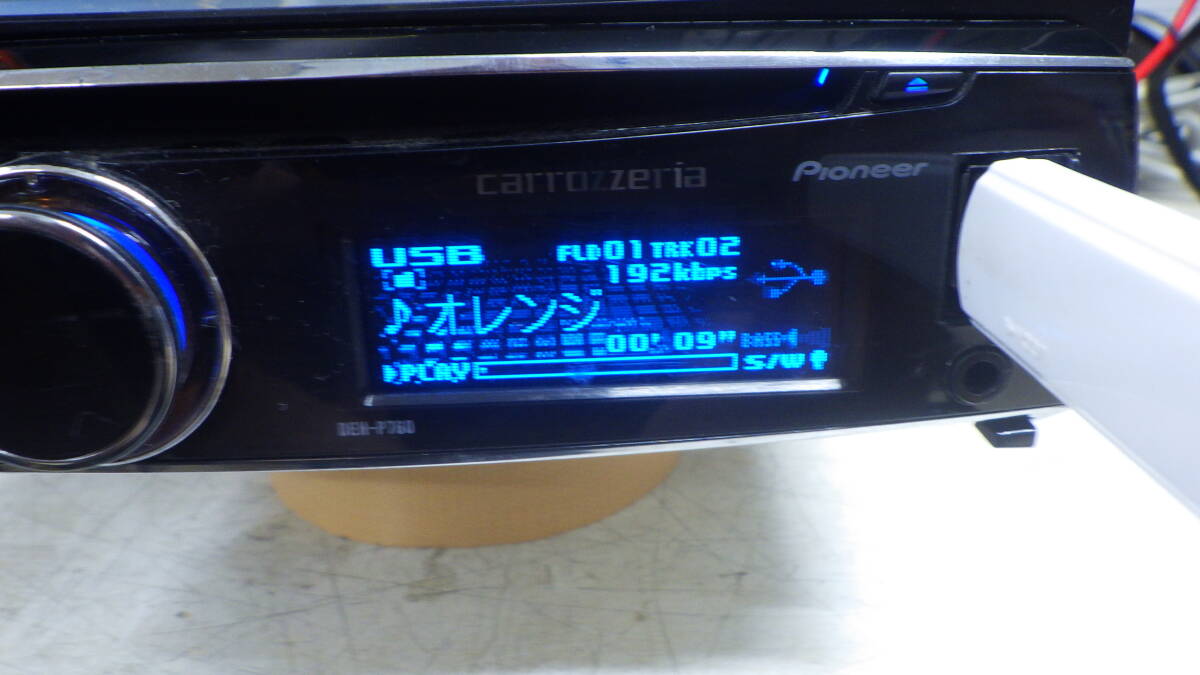 carrozzeria
Pioneer
USB FLD01 TRK02
192kbps
♪オレンジ
00' 09" BASS
▶PLAY S/W
DEH-P760